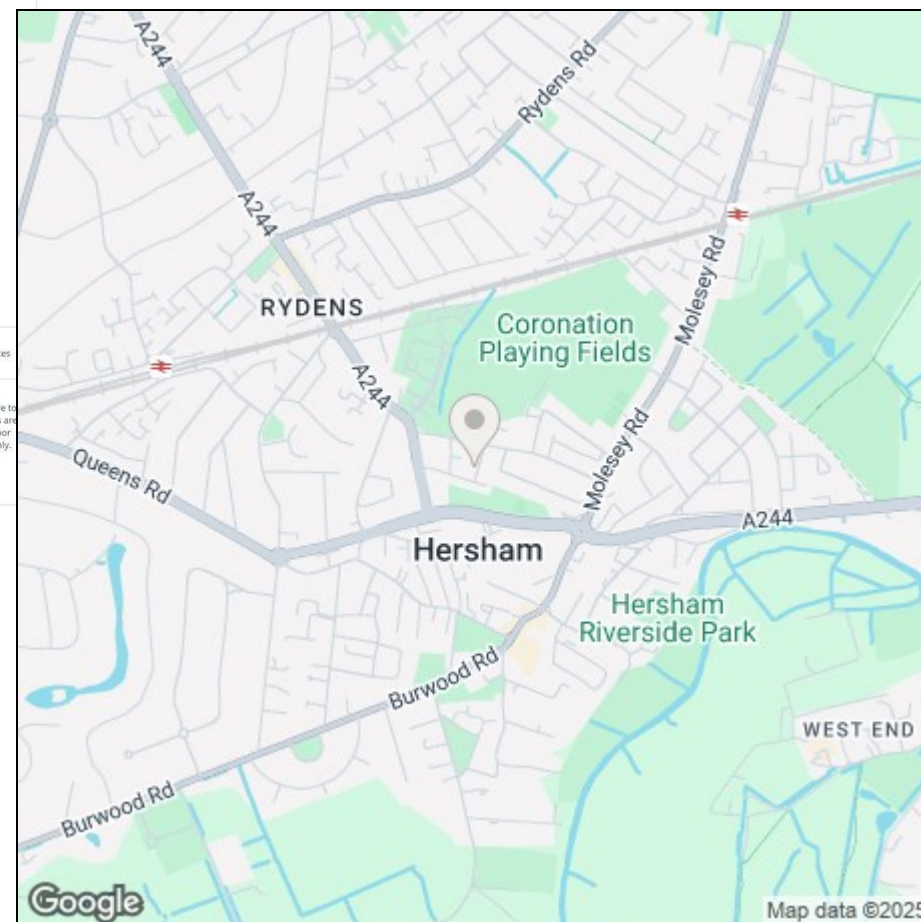 A244
Rydens Rd
A244
RYDENS
Molesey Rd
Coronation
Playing Fields
A244
Molesey Rd
Queens Rd
A244
Hersham
Hersham
Riverside Park
Burwood Rd
WEST END
Burwood Rd
Google
Map data ©2025